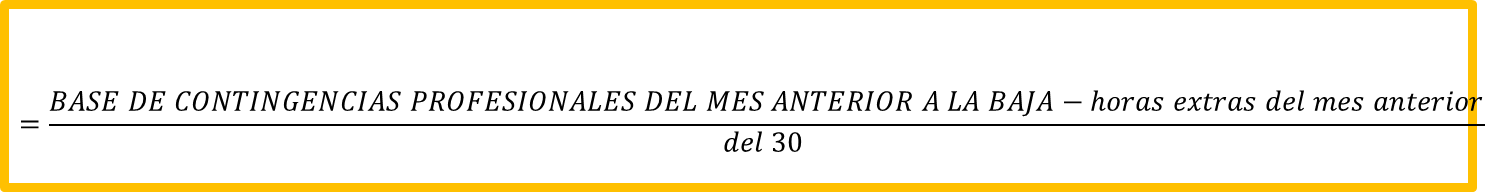 BASE DE CONTINGENCIAS PROFESIONALES DEL MES ANTERIOR A LA BAJA − horas extras del mes anterior
=
del 30